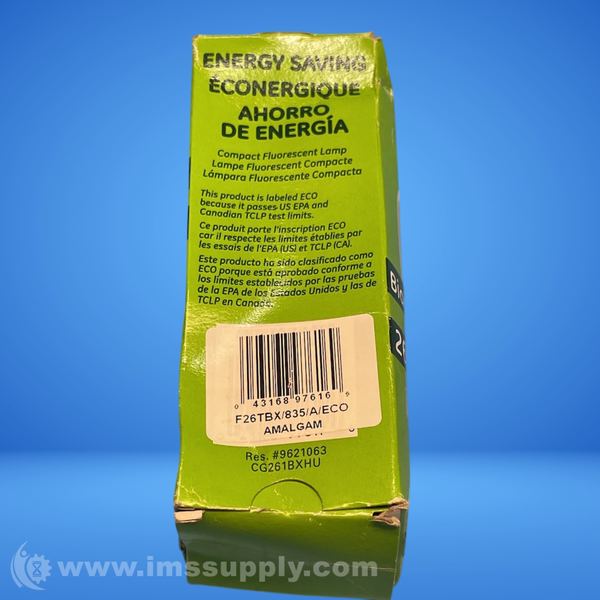 ENERGY SAVING
ÉCONERGIQUE
AHORRO
DE ENERGÍA
Compact Fluorescent Lamp
Lampe Fluorescent Compacte
Lámpara Fluorescente Compacta
This product is labeled ECO
because it passes US EPA and
Canadian TCLP test limits.
Ce produit porte l'inscription ECO
car il respecte les limites établies par
les essais de l'EPA (US) et TCLP (CA).
Este producto ha sido clasificado como
ECO porque está aprobado conforme a
los límites establecidos por las pruebas
de la EPA de los Estados Unidos y las de
TCLP en Canadá.
0 43168 97616 9
F26TBX/835/A/ECO
AMALGAM
Res. #9621063
CG261BXHU
www.imssupply.com